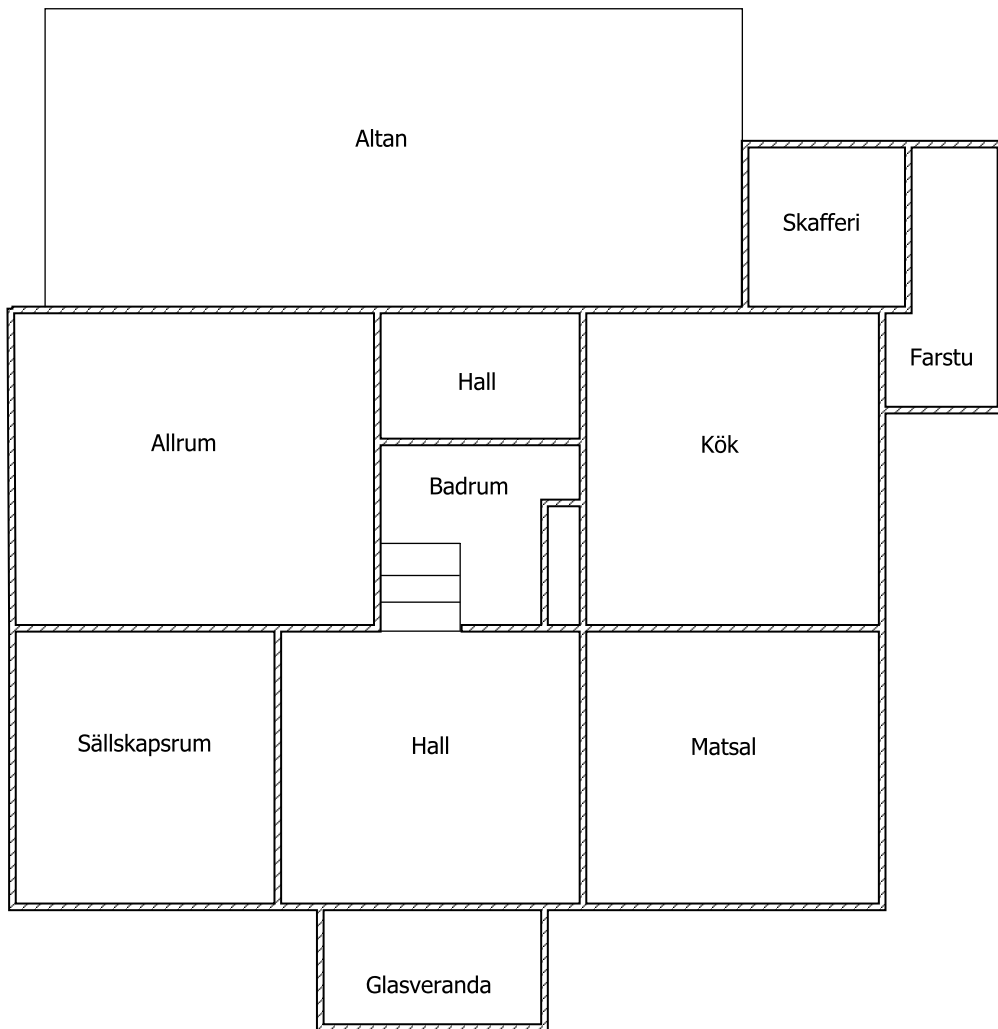 Altan
Skafferi
Farstu
Hall
Allrum
Kök
Badrum
Sällskapsrum
Hall
Matsal
Glasveranda